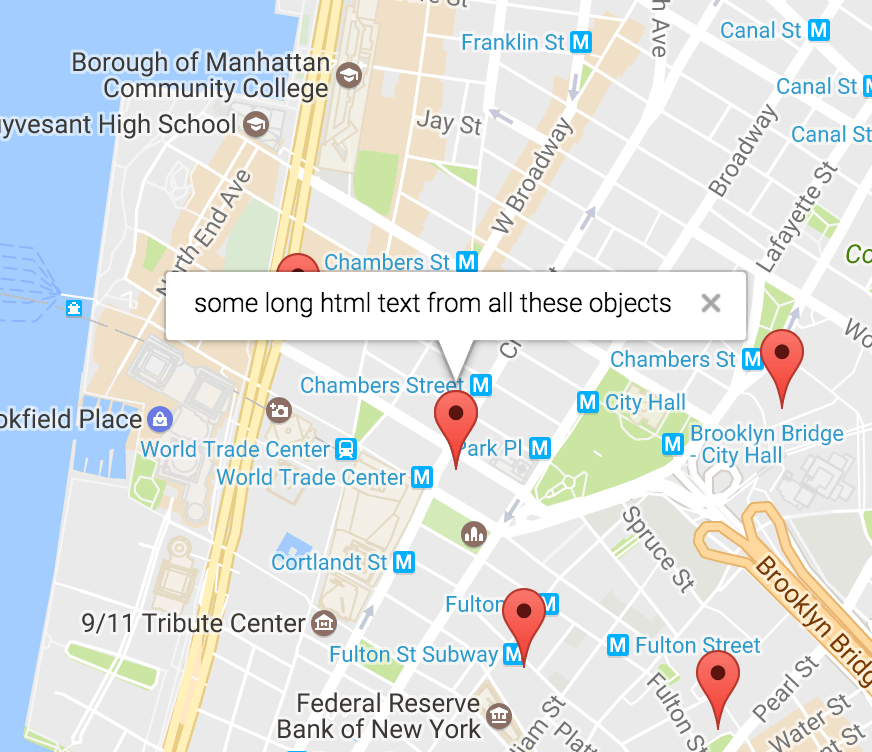 Franklin St M
Canal St M
Borough of Manhattan
Community College
Canal St
yvesant High School
Jay St
Canal St
W Broadway
Broadway
Lafayette St
North End Ave
Chambers St M
some long html text from all these objects
Chambers St M
Chambers Street M
M City Hall
okfield Place
M Brooklyn Bridge
- City Hall
World Trade Center
Park Pl M
World Trade Center M
Spruce St
Cortlandt St M
Brooklyn Bridg
Fulton M
9/11 Tribute Center
M Fulton Street
Fulton St Subway M
Pearl St
Federal Reserve
Bank of New York
Fulton S
Water St
liam St
Platt
nt St